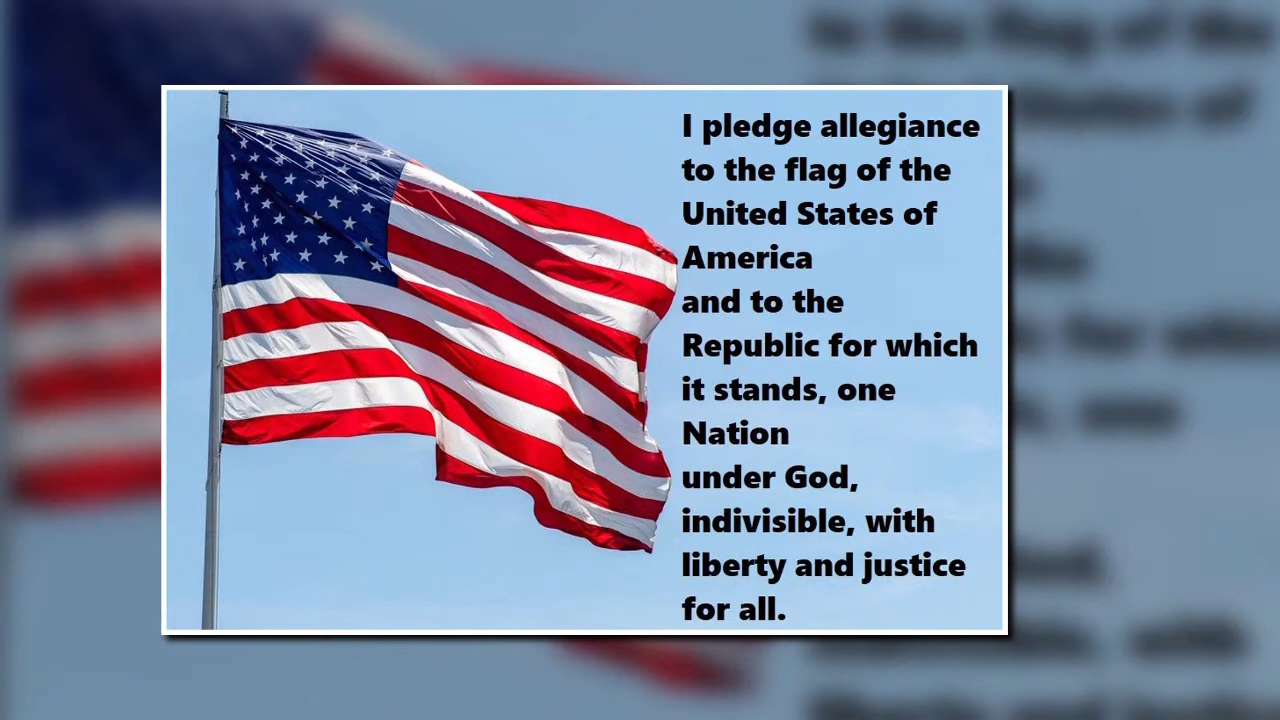 I pledge allegiance
to the flag of the
United States of
America
and to the
Republic for which
it stands, one
Nation
under God,
indivisible, with
liberty and justice
for all.